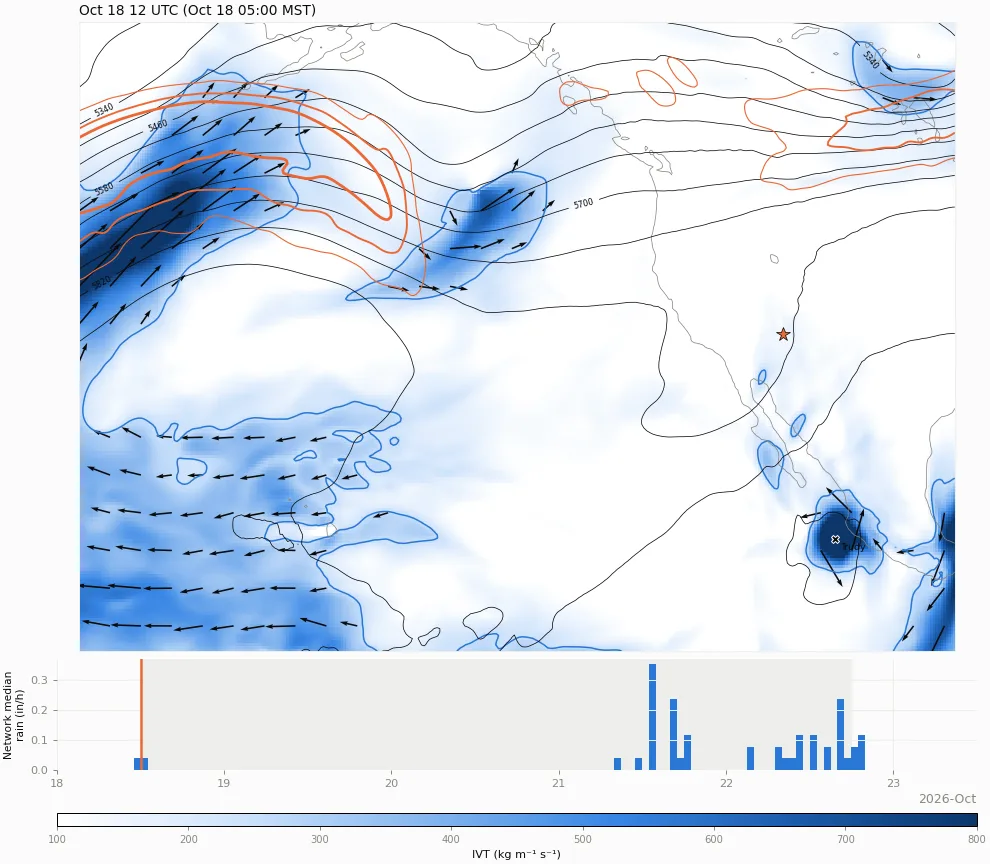 Oct 18 12 UTC (Oct 18 05:00 MST)
5340
5340
5460
5580
5700
5820
Network median
rain (in/h)
0.3
0.2
0.1
0.0
18 19 20 21 22 23
2026-Oct
100 200 300 400 500 600 700 800
IVT (kg m⁻¹ s⁻¹)